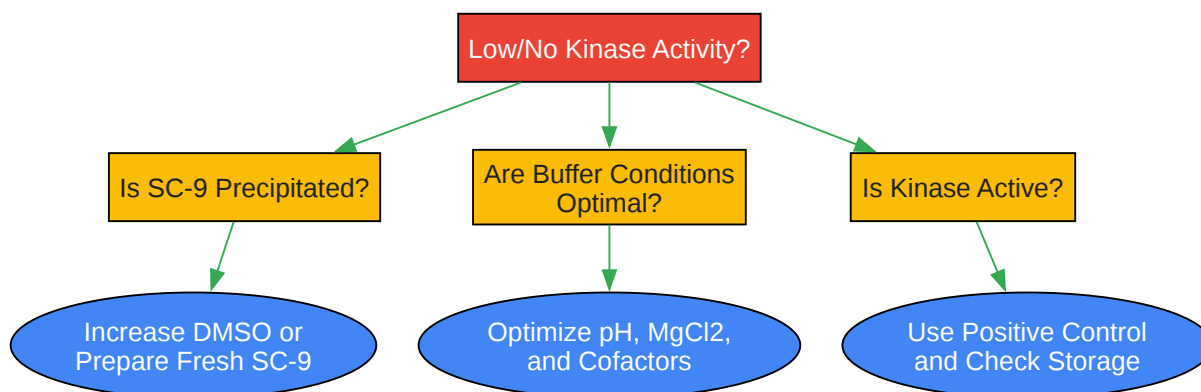 Low/No Kinase Activity?
Is SC-9 Precipitated?
Are Buffer Conditions
Optimal?
Is Kinase Active?
Increase DMSO or
Prepare Fresh SC-9
Optimize pH, MgCl2,
and Cofactors
Use Positive Control
and Check Storage